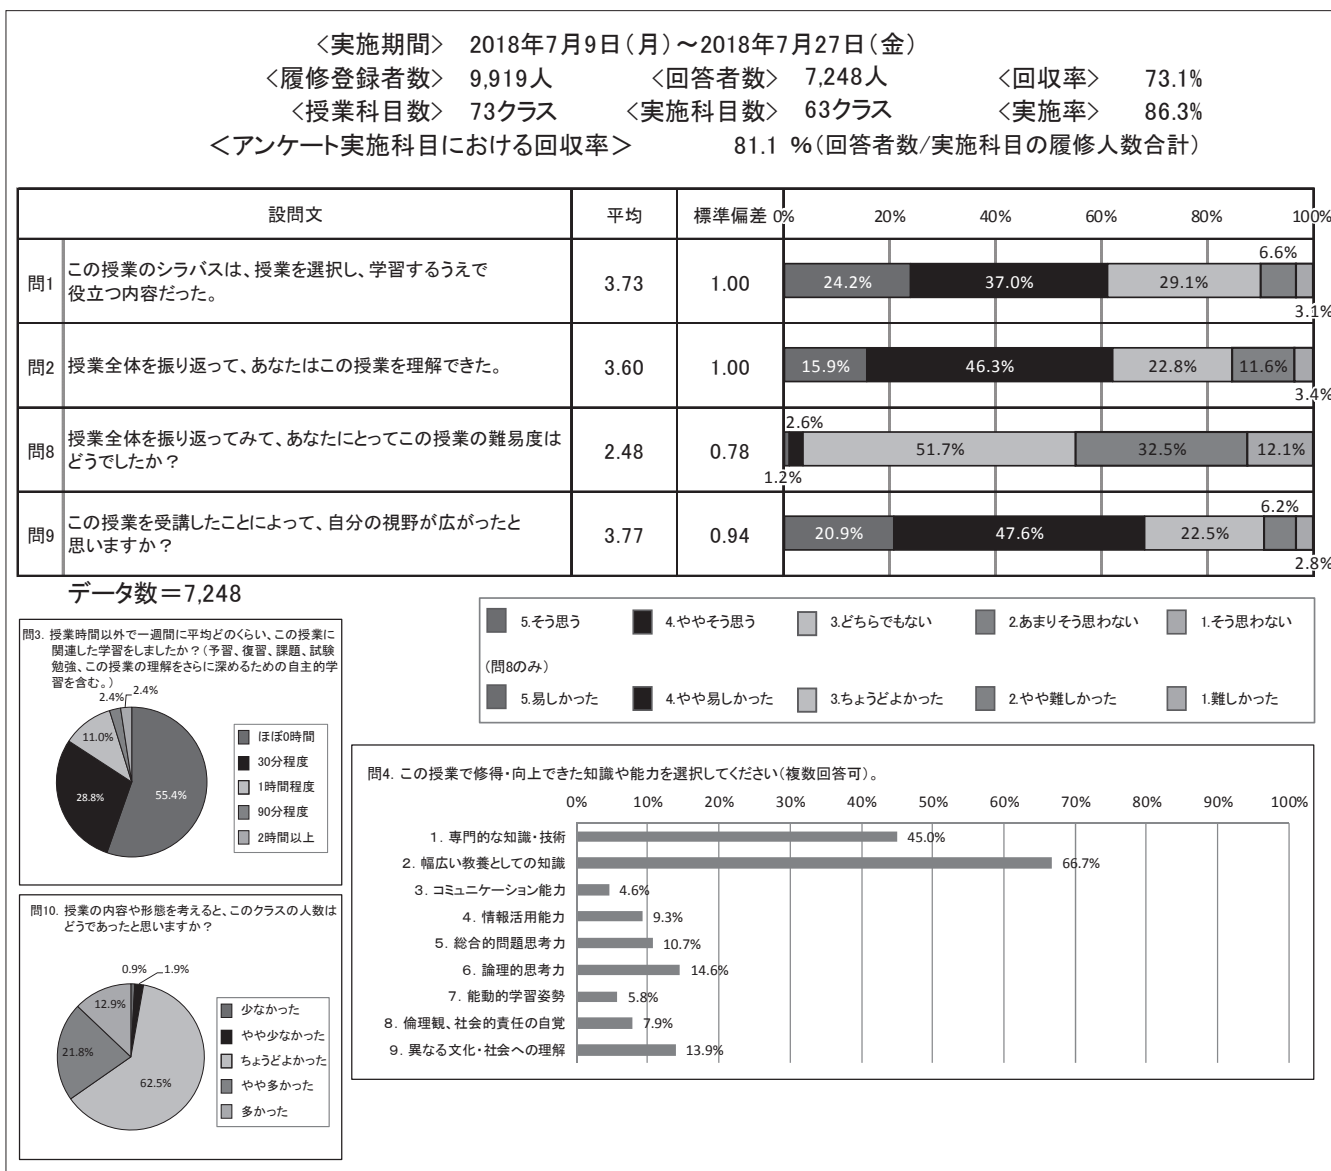 <実施期間> 2018年7月9日(月)~2018年7月27日(金)
<履修登録者数> 9,919人 <回答者数> 7,248人 <回収率> 73.1%
<授業科目数> 73クラス <実施科目数> 63クラス <実施率> 86.3%
<アンケート実施科目における回収率> 81.1 %(回答者数/実施科目の履修人数合計)
設問文 平均 標準偏差 0% 20% 40% 60% 80% 100%
問1 この授業のシラバスは、授業を選択し、学習するうえで
役立つ内容だった。
3.73 1.00 24.2% 37.0% 29.1% 6.6% 3.1%
問2 授業全体を振り返って、あなたはこの授業を理解できた。 3.60 1.00 15.9% 46.3% 22.8% 11.6% 3.4%
問8 授業全体を振り返ってみて、あなたにとってこの授業の難易度は
どうでしたか?
2.48 0.78 1.2% 2.6% 51.7% 32.5% 12.1%
問9 この授業を受講したことによって、自分の視野が広がったと
思いますか?
3.77 0.94 20.9% 47.6% 22.5% 6.2% 2.8%
データ数=7,248
5.そう思う 4.ややそう思う 3.どちらでもない 2.あまりそう思わない 1.そう思わない
(問8のみ)
5.易しかった 4.やや易しかった 3.ちょうどよかった 2.やや難しかった 1.難しかった
問3. 授業時間以外で一週間に平均どのくらい、この授業に
関連した学習をしましたか?(予習、復習、課題、試験
勉強、この授業の理解をさらに深めるための自主的学
習を含む。)
2.4% 2.4%
11.0%
28.8%
55.4%
ほぼ0時間
30分程度
1時間程度
90分程度
2時間以上
問4. この授業で修得・向上できた知識や能力を選択してください(複数回答可)。
0% 10% 20% 30% 40% 50% 60% 70% 80% 90% 100%
1. 専門的な知識・技術 45.0%
2. 幅広い教養としての知識 66.7%
3. コミュニケーション能力 4.6%
4. 情報活用能力 9.3%
5. 総合的問題思考力 10.7%
6. 論理的思考力 14.6%
7. 能動的学習姿勢 5.8%
8. 倫理観、社会的責任の自覚 7.9%
9. 異なる文化・社会への理解 13.9%
問10. 授業の内容や形態を考えると、このクラスの人数は
どうであったと思いますか?
0.9% 1.9%
12.9%
21.8%
62.5%
少なかった
やや少なかった
ちょうどよかった
やや多かった
多かった